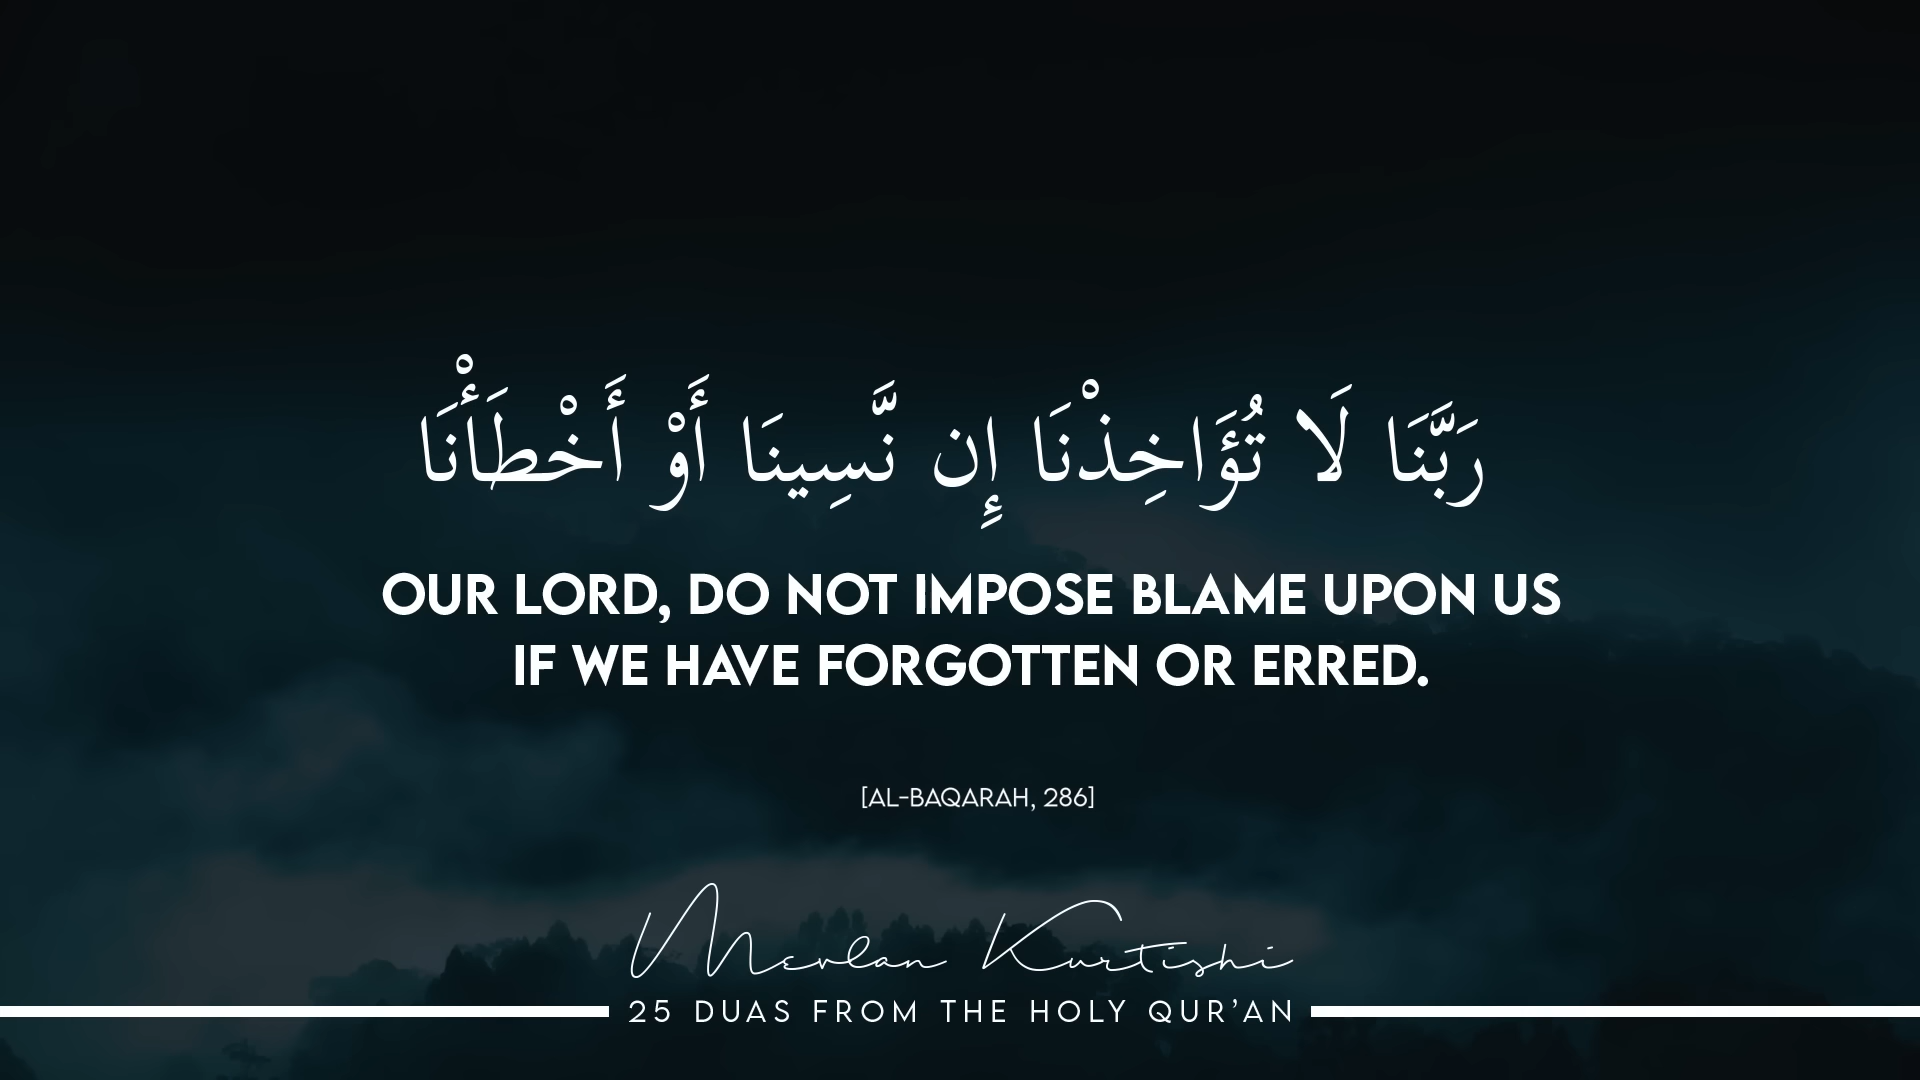 رَبَّنَا لَا تُؤَاخِذْنَا إِن نَّسِينَا أَوْ أَخْطَأْنَا
OUR LORD, DO NOT IMPOSE BLAME UPON US
IF WE HAVE FORGOTTEN OR ERRED.
[AL-BAQARAH, 286]
Mevlan Kurtishi
25 DUAS FROM THE HOLY QUR’AN